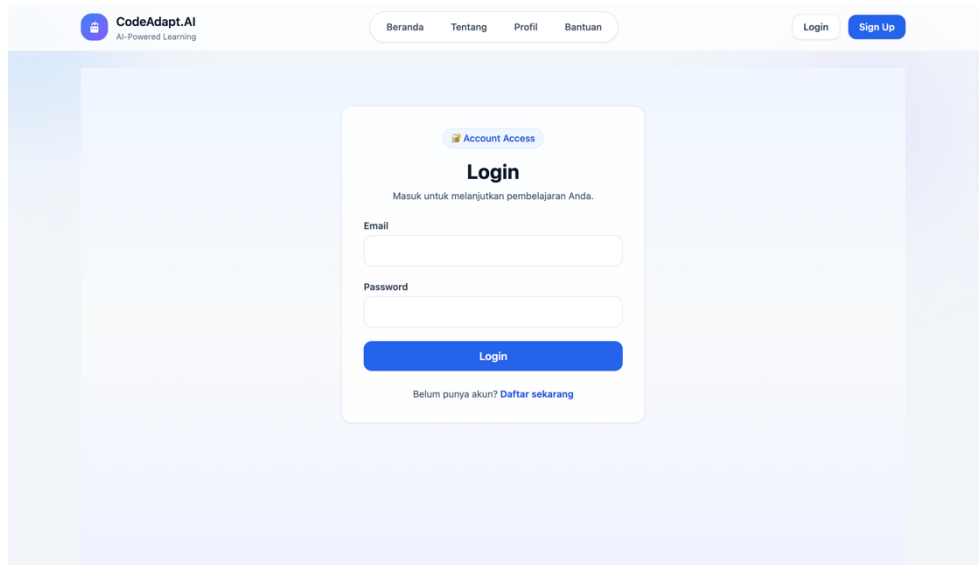 CodeAdapt.AI
AI-Powered Learning
Beranda Tentang Profil Bantuan
Login Sign Up
Account Access
Login
Masuk untuk melanjutkan pembelajaran Anda.
Email
Password
Login
Belum punya akun? Daftar sekarang